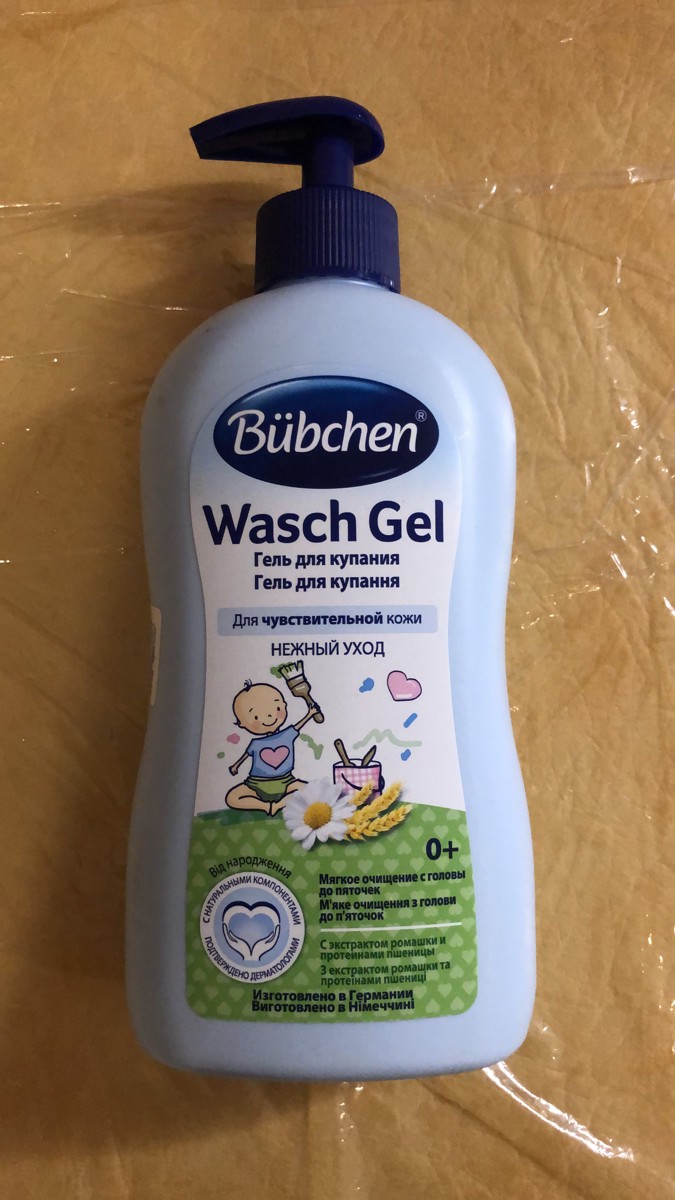 Bübchen®
Wasch Gel
Гель для купания
Гель для купання
Для чувствительной кожи
НЕЖНЫЙ УХОД
0+
Від народження
С НАТУРАЛЬНЫМИ КОМПОНЕНТАМИ
ПОДТВЕРЖДЕНО ДЕРМАТОЛОГАМИ
Мягкое очищение с головы
до пяточек
М'яке очищення з голови
до п'яточок
С экстрактом ромашки и
протеинами пшеницы
З екстрактом ромашки та
протеїнами пшениці
Изготовлено в Германии
Виготовлено в Німеччині